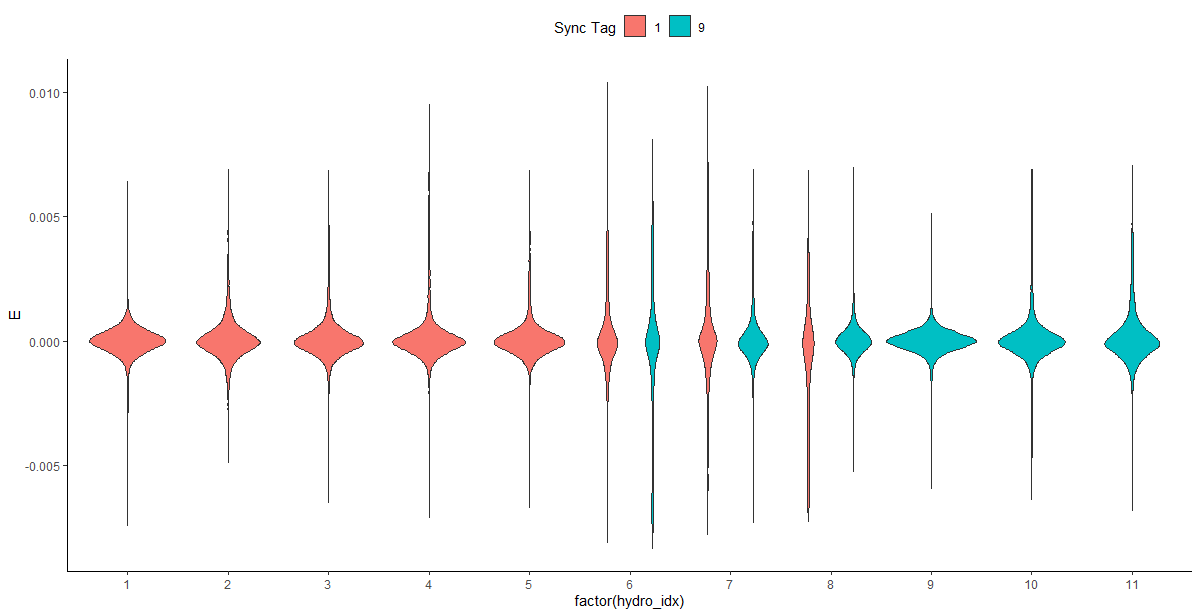 Sync Tag 1 9
0.010
0.005
0.000
-0.005
E
1 2 3 4 5 6 7 8 9 10 11
factor(hydro_idx)